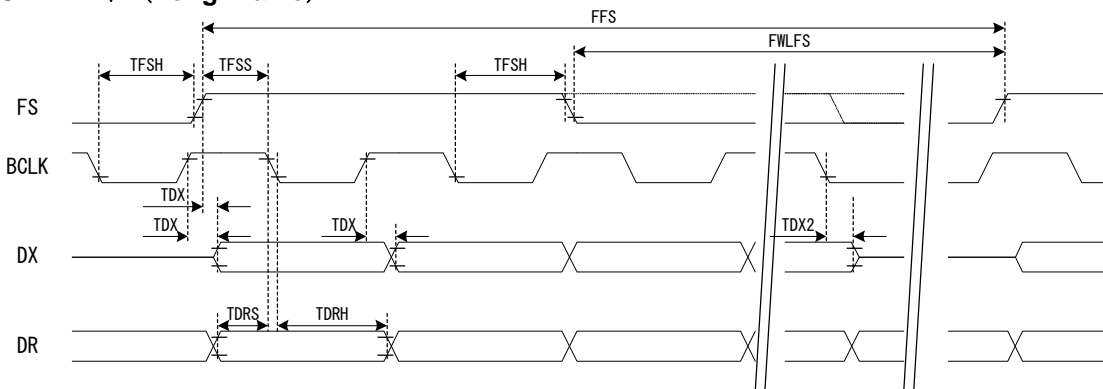 FFS
FWLFS
TFSH
TFSS
TFSH
FS
BCLK
TDX
TDX
TDX
TDX2
DX
TDRS
TDRH
DR